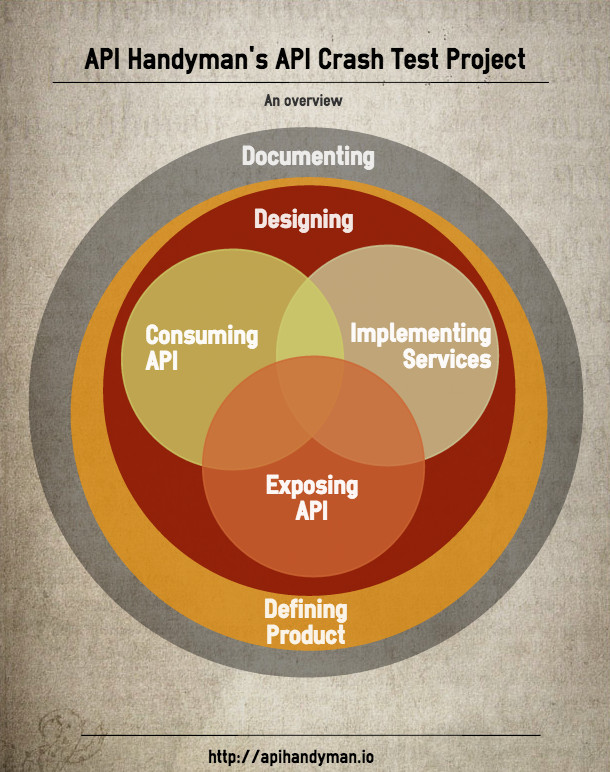 API Handyman's API Crash Test Project
An overview
Documenting
Designing
Consuming
API
Implementing
Services
Exposing
API
Defining
Product
http://apihandyman.io